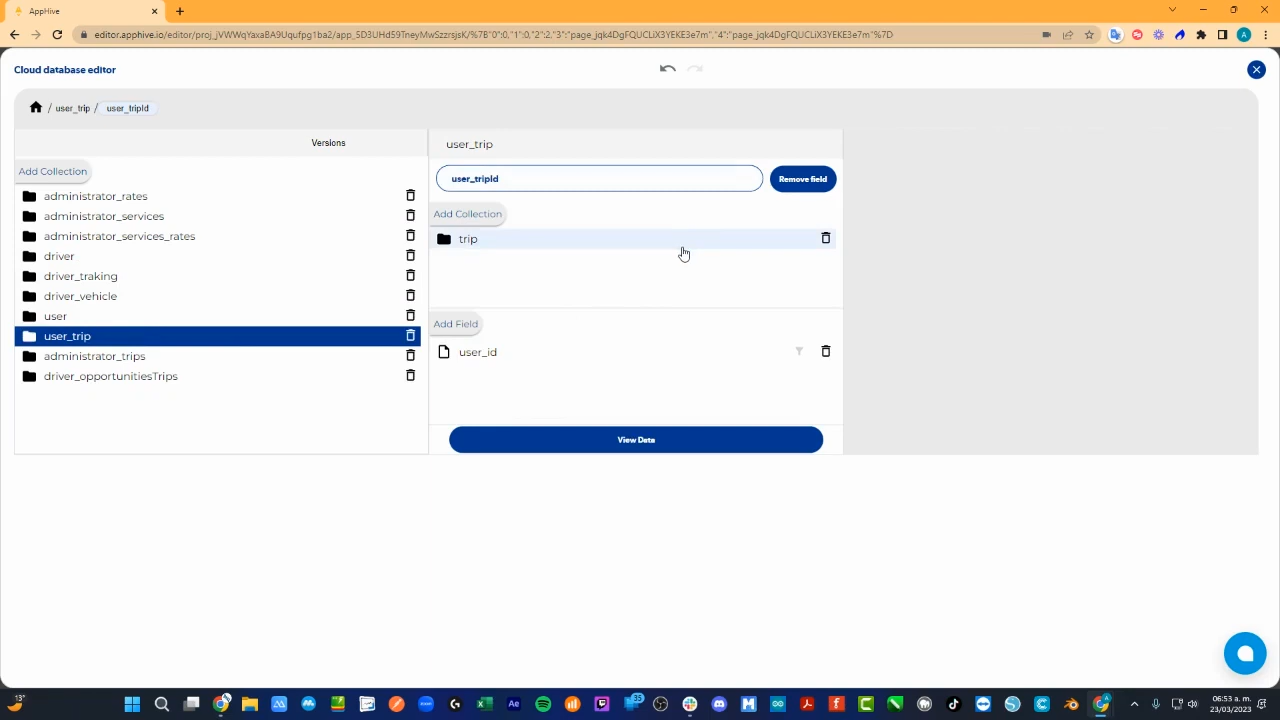 AppHive
editor.apphive.io/editor/proj_jVWWqYaxaBA9Uqufpg1ba2/app_5D3UHd59TneyMwSzzrsjsK/%7B"0":0,"1":0,"2":2,"3":"page_jqk4DgFQUCLiX3YEKE3e7m","4":"page_jqk4DgFQUCLiX3YEKE3e7m"%7D
A
Cloud database editor
/ user_trip / user_tripId
Versions
Add Collection
administrator_rates
administrator_services
administrator_services_rates
driver
driver_traking
driver_vehicle
user
user_trip
administrator_trips
driver_opportunitiesTrips
user_trip
user_tripId
Remove field
Add Collection
trip
Add Field
user_id
View Data
13°
35
06:53 a. m.
23/03/2023